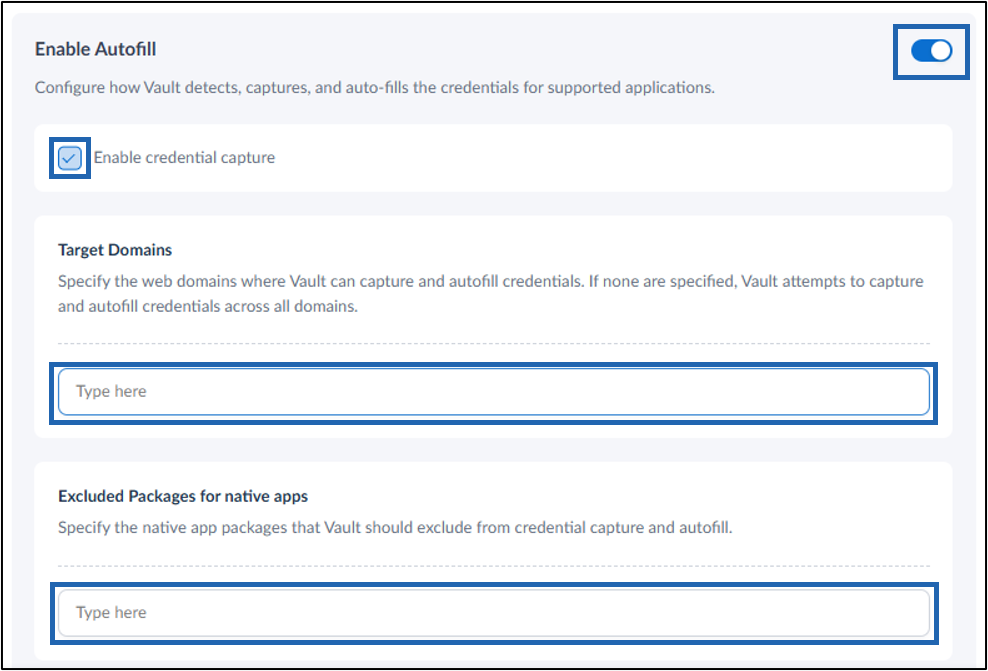 Enable Autofill
Configure how Vault detects, captures, and auto-fills the credentials for supported applications.
Enable credential capture
Target Domains
Specify the web domains where Vault can capture and autofill credentials. If none are specified, Vault attempts to capture
and autofill credentials across all domains.
Type here
Excluded Packages for native apps
Specify the native app packages that Vault should exclude from credential capture and autofill.
Type here